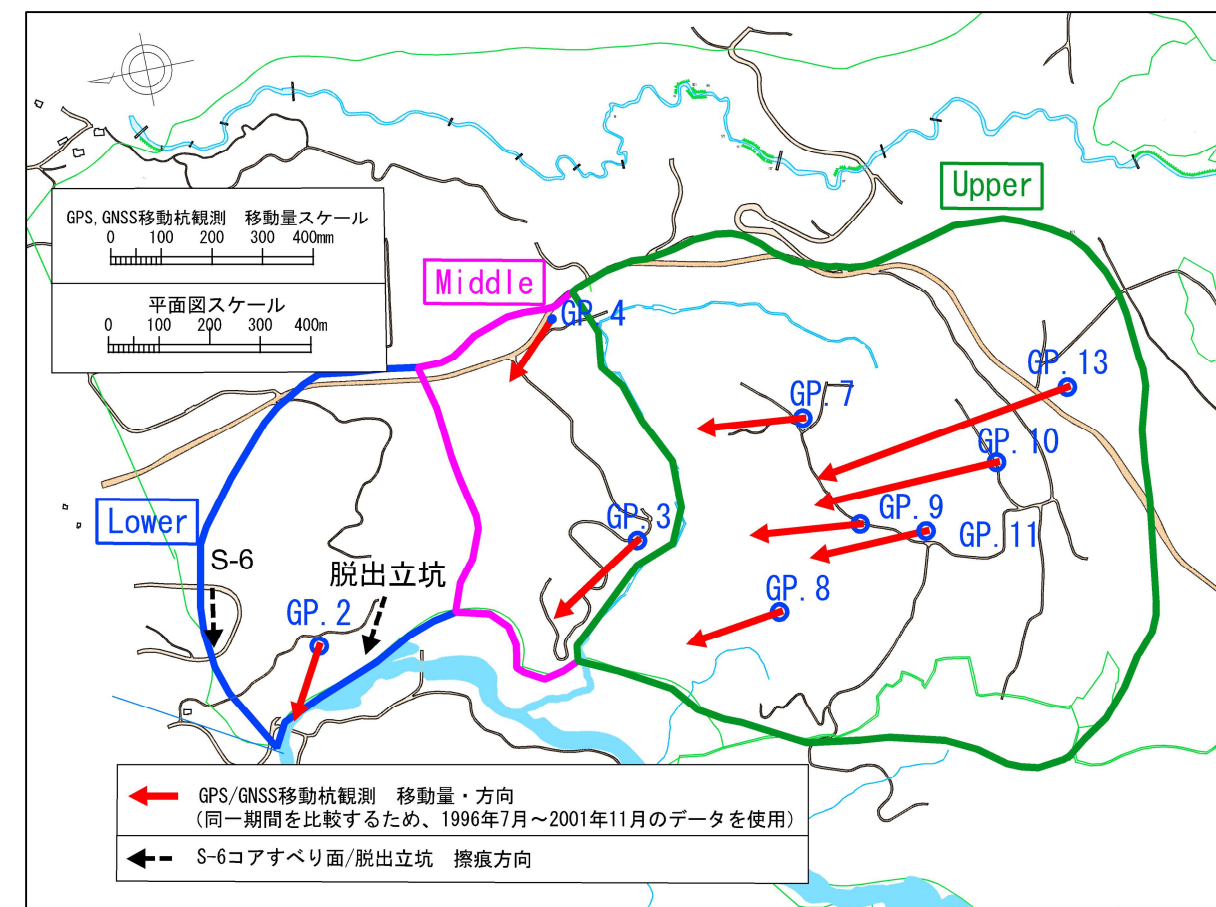 Upper
GPS, GNSS移動杭観測 移動量スケール
0 100 200 300 400mm
平面図スケール
0 100 200 300 400m
Middle
GP. 4
GP. 13
GP. 7
GP. 10
Lower
GP. 3
GP. 9
GP. 11
S-6
脱出立坑
GP. 2
GP. 8
GPS/GNSS移動杭観測 移動量・方向
(同一期間を比較するため、1996年7月～2001年11月のデータを使用)
S-6コアすべり面/脱出立坑 擦痕方向